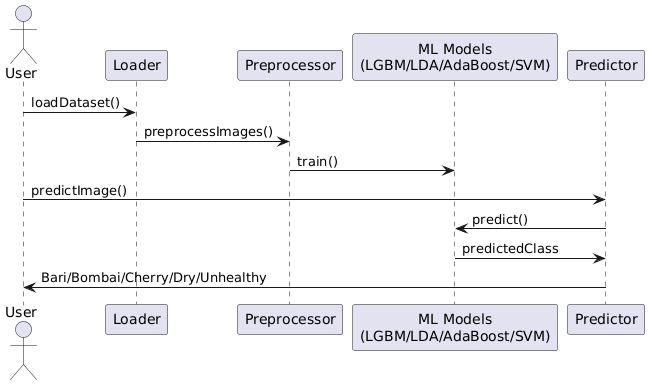 User
Loader
Preprocessor
ML Models
(LGBM/LDA/AdaBoost/SVM)
Predictor
loadDataset()
preprocessImages()
train()
predictImage()
predict()
predictedClass
Bari/Bombai/Cherry/Dry/Unhealthy
User
Loader
Preprocessor
ML Models
(LGBM/LDA/AdaBoost/SVM)
Predictor